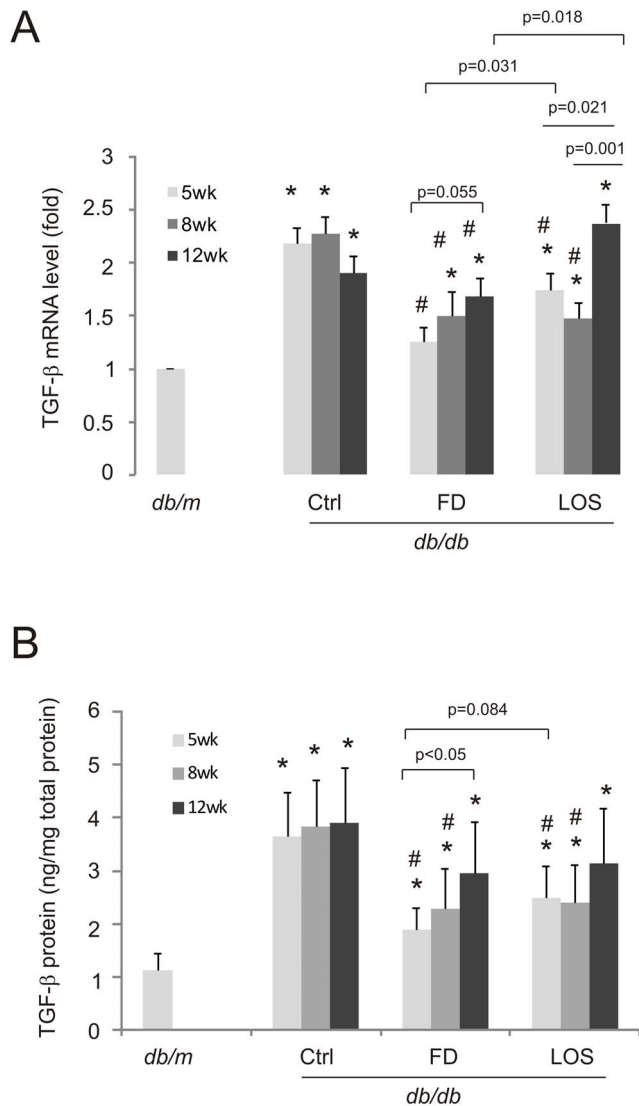 A
p=0.018
p=0.031
p=0.021
p=0.001
p=0.055
TGF-β mRNA level (fold)
3
2.5
2
1.5
1
0.5
0
5wk
8wk
12wk
* * *
# # * # *
# * # * *
db/m Ctrl FD LOS
db/db
B
p=0.084
p<0.05
TGF-β protein (ng/mg total protein)
6
5
4
3
2
1
0
5wk
8wk
12wk
* * *
# * # * *
# * # * *
db/m Ctrl FD LOS
db/db